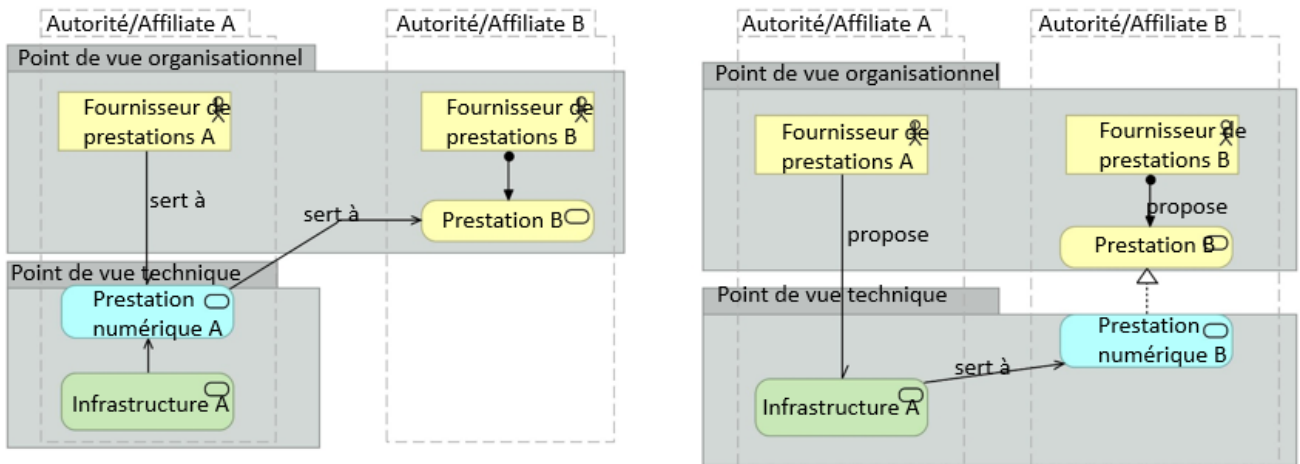 Autorité/Affiliate A
Autorité/Affiliate B
Point de vue organisationnel
Fournisseur de
prestations A
Fournisseur de
prestations B
sert à
sert à
Prestation B
Point de vue technique
Prestation
numérique A
Infrastructure A
Autorité/Affiliate A
Autorité/Affiliate B
Point de vue organisationnel
Fournisseur de
prestations A
Fournisseur de
prestations B
propose
propose
Prestation B
Point de vue technique
Prestation
numérique B
sert à
Infrastructure A